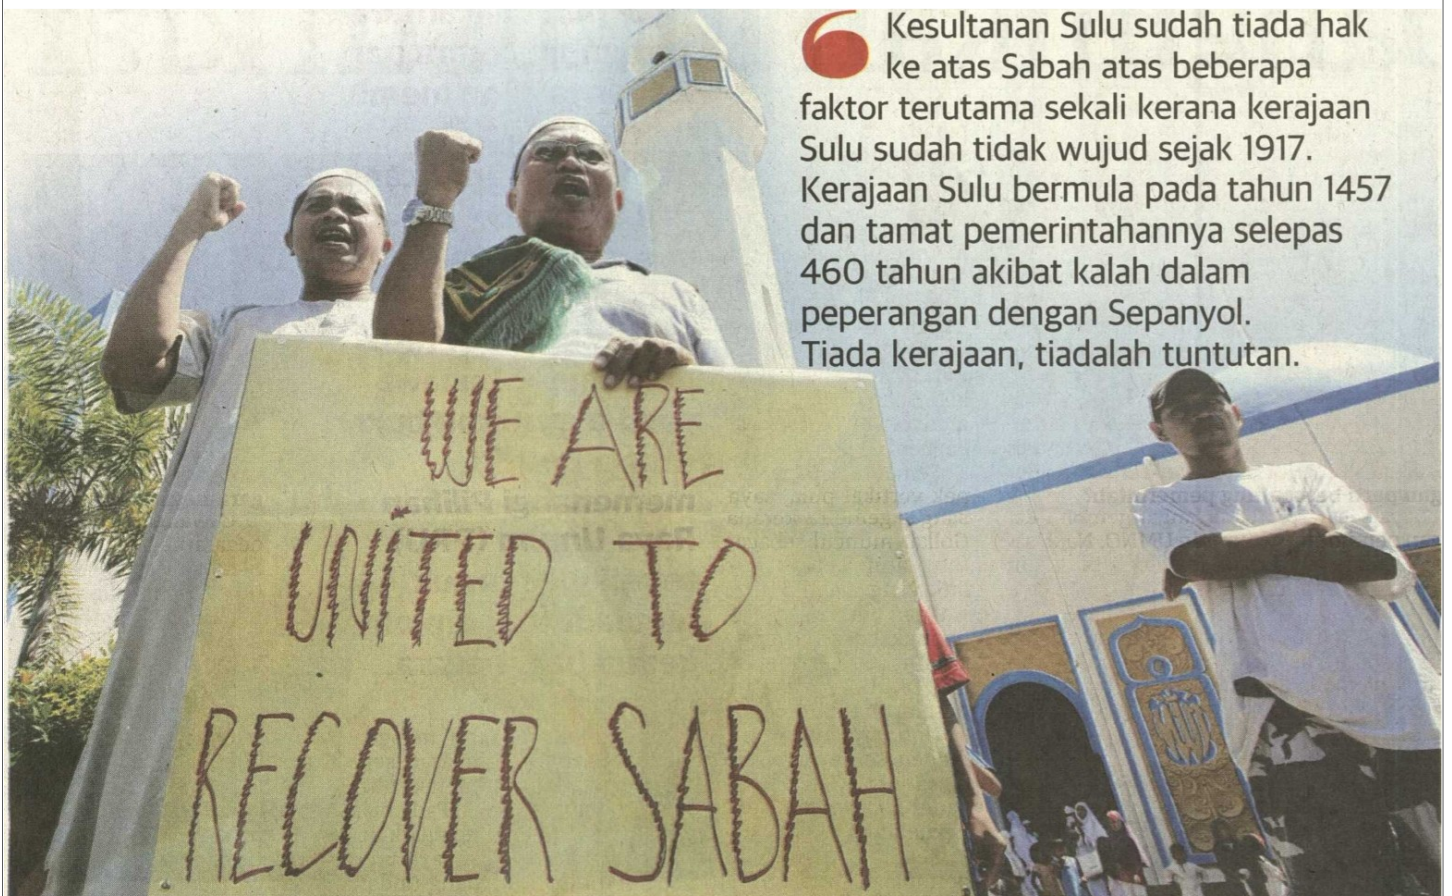 Kesultanan Sulu sudah tiada hak
ke atas Sabah atas beberapa
faktor terutama sekali kerana kerajaan
Sulu sudah tidak wujud sejak 1917.
Kerajaan Sulu bermula pada tahun 1457
dan tamat pemerintahannya selepas
460 tahun akibat kalah dalam
peperangan dengan Sepanyol.
Tiada kerajaan, tiadalah tuntutan.
WE ARE
UNITED TO
RECOVER SABAH